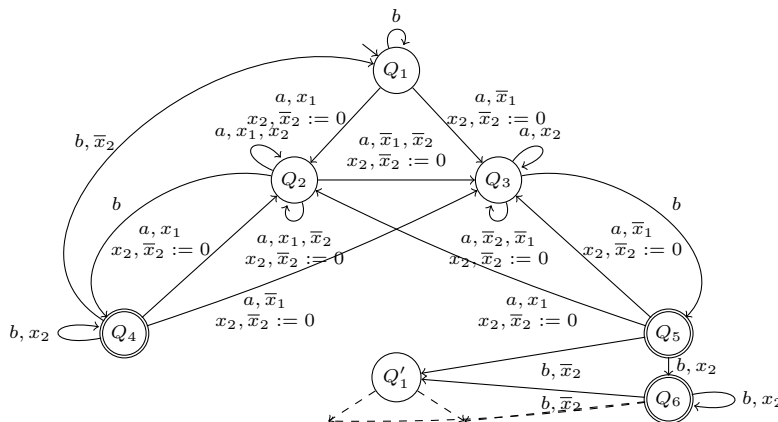 b
Q₁
a, x₁
x₂, x̅₂ := 0
a, x̅₁
x₂, x̅₂ := 0
a, x₁, x₂
a, x̅₁, x̅₂
x₂, x̅₂ := 0
a, x₂
b, x̅₂
Q₂
Q₃
b
b
a, x₁
x₂, x̅₂ := 0
a, x₁, x̅₂
x₂, x̅₂ := 0
a, x̅₂, x̅₁
x₂, x̅₂ := 0
a, x̅₁
x₂, x̅₂ := 0
a, x̅₁
x₂, x̅₂ := 0
a, x₁
x₂, x̅₂ := 0
b, x₂
Q₄
Q₅
b, x₂
Q′₁
b, x̅₂
Q₆
b, x₂
b, x̅₂